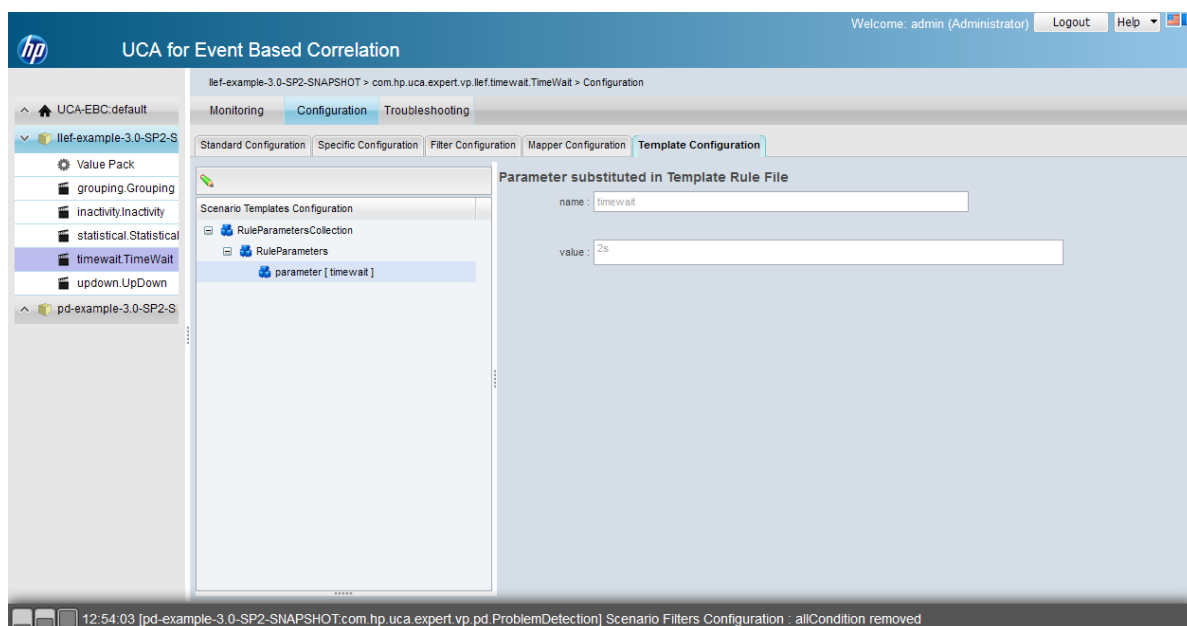 Welcome: admin (Administrator) Logout Help
hp UCA for Event Based Correlation
llef-example-3.0-SP2-SNAPSHOT > com.hp.uca.expert.vp.llef.timewait.TimeWait > Configuration
UCA-EBC:default
Monitoring Configuration Troubleshooting
llef-example-3.0-SP2-S
Standard Configuration Specific Configuration Filter Configuration Mapper Configuration Template Configuration
Value Pack
grouping.Grouping
inactivity.Inactivity
statistical.Statistical
timewait.TimeWait
updown.UpDown
pd-example-3.0-SP2-S
Scenario Templates Configuration
RuleParametersCollection
RuleParameters
parameter [ timewait ]
Parameter substituted in Template Rule File
name : timewait
value : 2s
12:54:03 [pd-example-3.0-SP2-SNAPSHOT:com.hp.uca.expert.vp.pd.ProblemDetection] Scenario Filters Configuration : allCondition removed